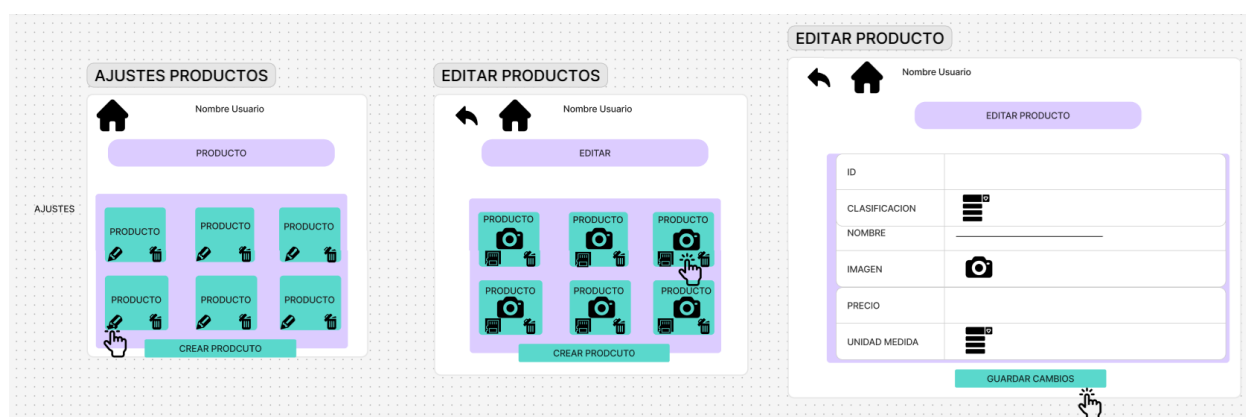 EDITAR PRODUCTO
AJUSTES PRODUCTOS
EDITAR PRODUCTOS
AJUSTES
Nombre Usuario
PRODUCTO
PRODUCTO PRODUCTO PRODUCTO
PRODUCTO PRODUCTO PRODUCTO
CREAR PRODCUTO
Nombre Usuario
EDITAR
PRODUCTO PRODUCTO PRODUCTO
PRODUCTO PRODUCTO PRODUCTO
CREAR PRODCUTO
Nombre Usuario
EDITAR PRODUCTO
ID
CLASIFICACION
NOMBRE
IMAGEN
PRECIO
UNIDAD MEDIDA
GUARDAR CAMBIOS